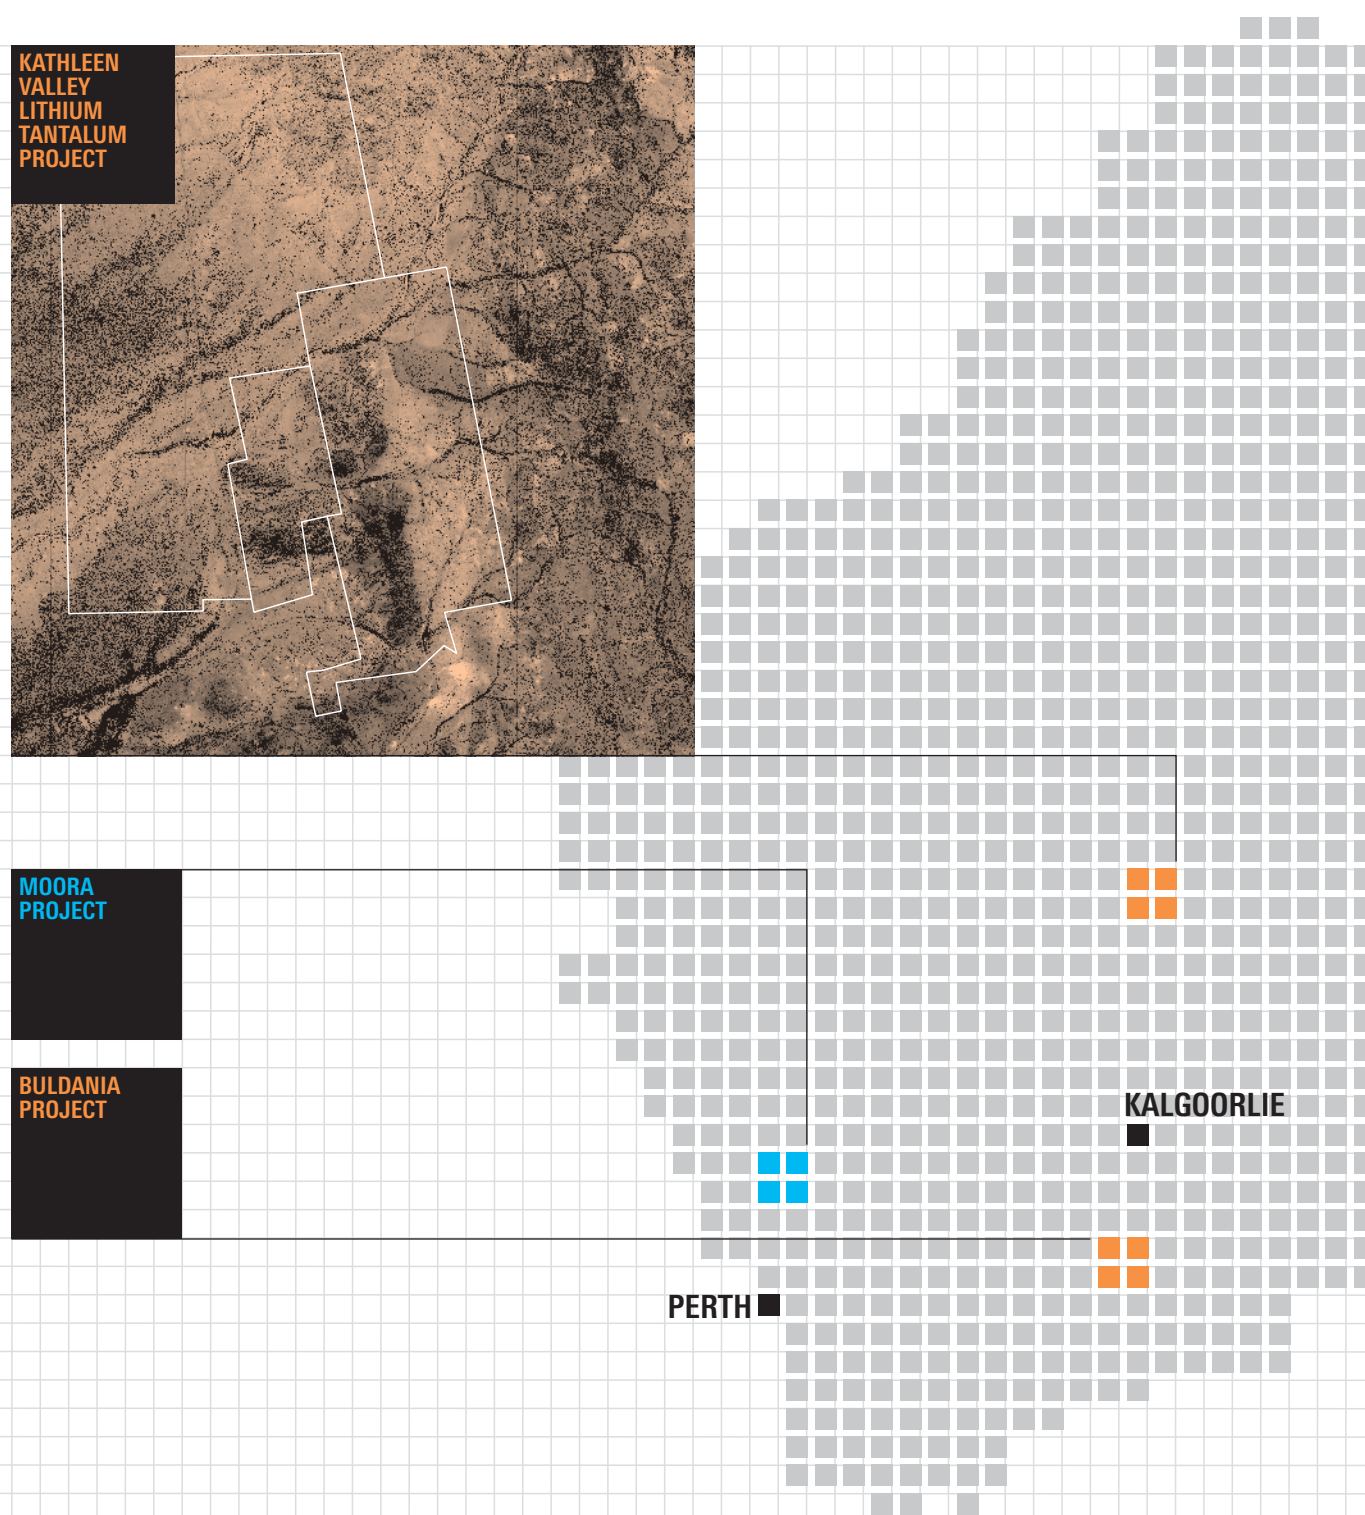 KATHLEEN
VALLEY
LITHIUM
TANTALUM
PROJECT
MOORA
PROJECT
BULDANIA
PROJECT
KALGOORLIE
PERTH